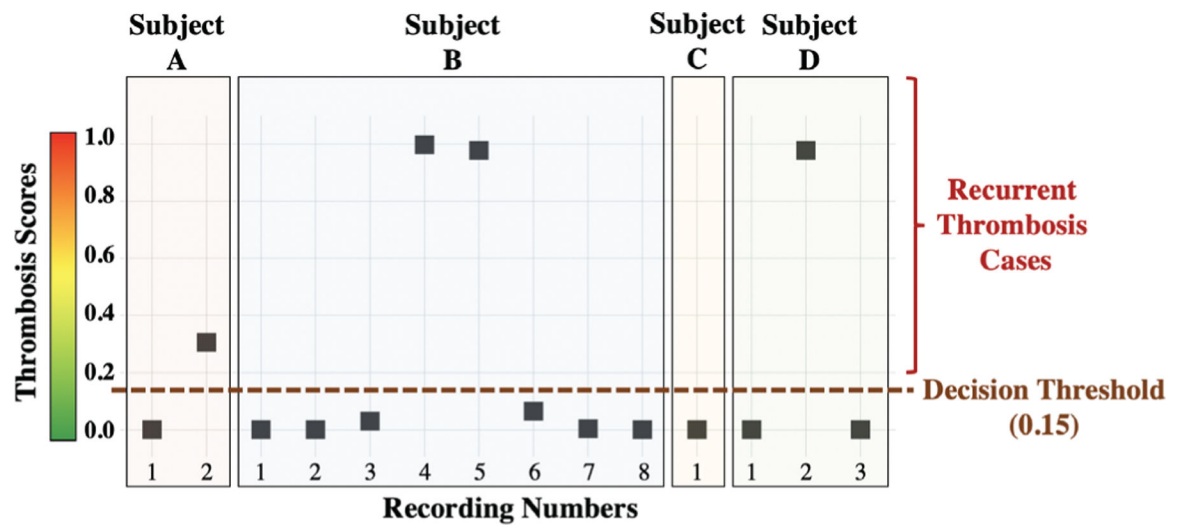 Subject
A
Subject
B
Subject
C
Subject
D
Thrombosis Scores
1.0
0.8
0.6
0.4
0.2
0.0
Recurrent
Thrombosis
Cases
Decision Threshold
(0.15)
1 2 1 2 3 4 5 6 7 8 1 1 2 3
Recording Numbers